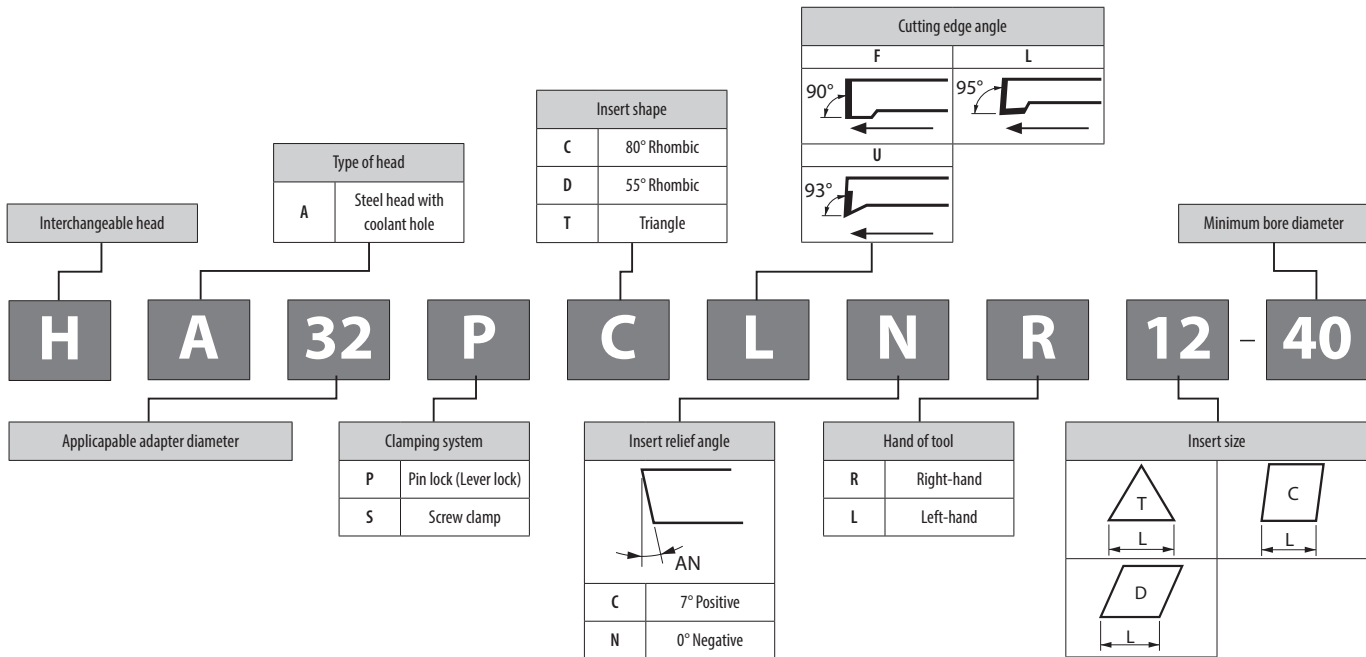 Cutting edge angle
F L
90° 95°
U
93°
Insert shape
C 80° Rhombic
D 55° Rhombic
T Triangle
Type of head
A Steel head with
coolant hole
Interchangeable head
Minimum bore diameter
H A 32 P C L N R 12 – 40
Applicapable adapter diameter
Clamping system
P Pin lock (Lever lock)
S Screw clamp
Insert relief angle
AN
C 7° Positive
N 0° Negative
Hand of tool
R Right-hand
L Left-hand
Insert size
T C
L L
D
L